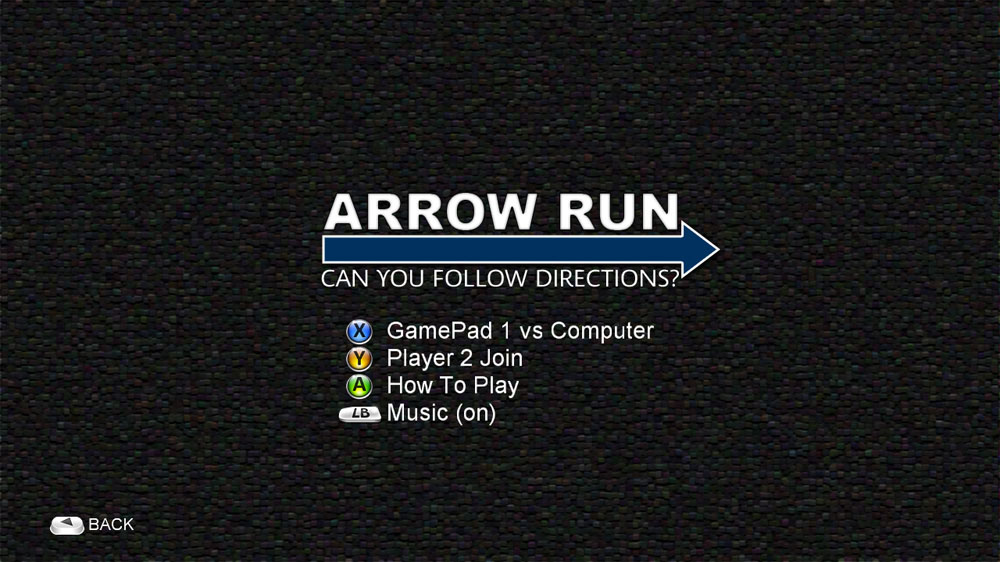 ARROW RUN
CAN YOU FOLLOW DIRECTIONS?
X GamePad 1 vs Computer
Y Player 2 Join
A How To Play
LB Music (on)
BACK